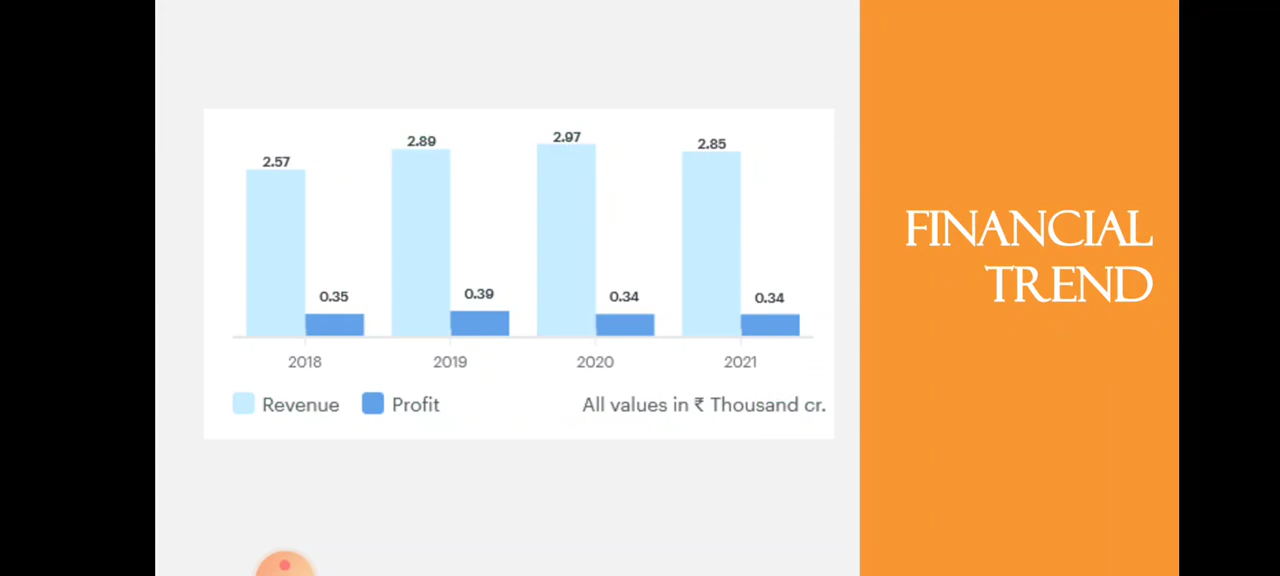 FINANCIAL
TREND
2.57
0.35
2.89
0.39
2.97
0.34
2.85
0.34
2018 2019 2020 2021
Revenue Profit All values in ₹ Thousand cr.